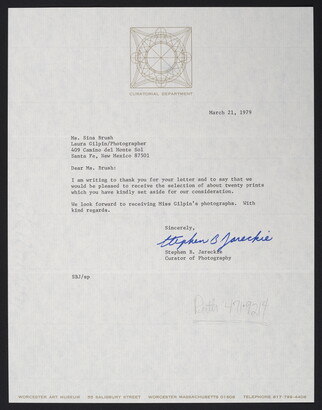 CURATORIAL DEPARTMENT
March 21, 1979
Ms. Dina Brush
Laura Gilpin/Photographer
409 Camino del Monte Sol
Santa Fe, New Mexico 87501
Dear Ms. Brush:
I am writing to thank you for your letter and to say that we
would be pleased to receive the selection of about twenty prints
which you have kindly set aside for our consideration.
We look forward to receiving Miss Gilpin's photographs. With
kind regards.
Sincerely,
Stephen B Jareckie
Stephen B. Jareckie
Curator of Photography
SBJ/sp
WORCESTER ART MUSEUM 55 SALISBURY STREET WORCESTER MASSACHUSETTS 01608 TELEPHONE 617-799-4406